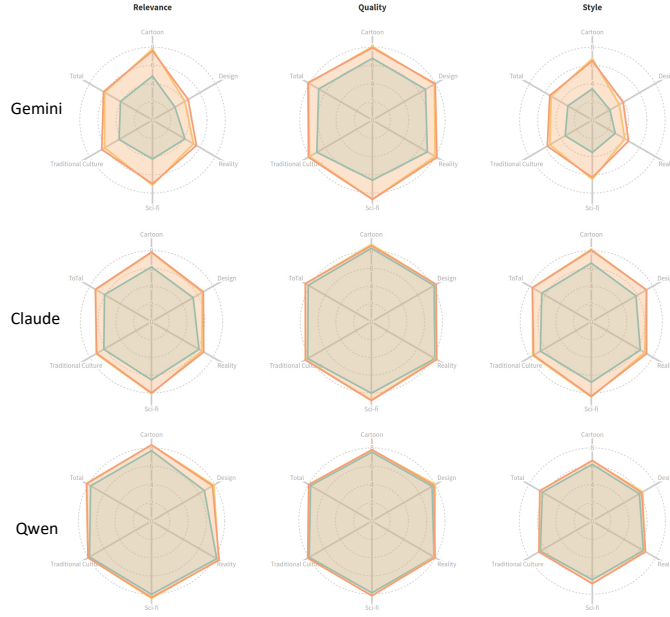 Relevance Quality Style
Cartoon Cartoon Cartoon
Total Design Design Total
Gemini
Traditional Culture Reality Traditional Culture Reality Traditional Culture Reality
Sci-fi Sci-fi Sci-fi
Cartoon Cartoon Cartoon
ToTal Design Total Design Total Design
Claude
Traditional Culture Reality Traditional Culture Reality Traditional Culture Reality
Sci-fi Sci-fi Sci-fi
Cartoon Cartoon
Total Design Total Design Total
Qwen
Traditional Culture Reality Traditional Culture Reality Traditional Culture Reality
Sci-fi Sci-fi Sci-fi